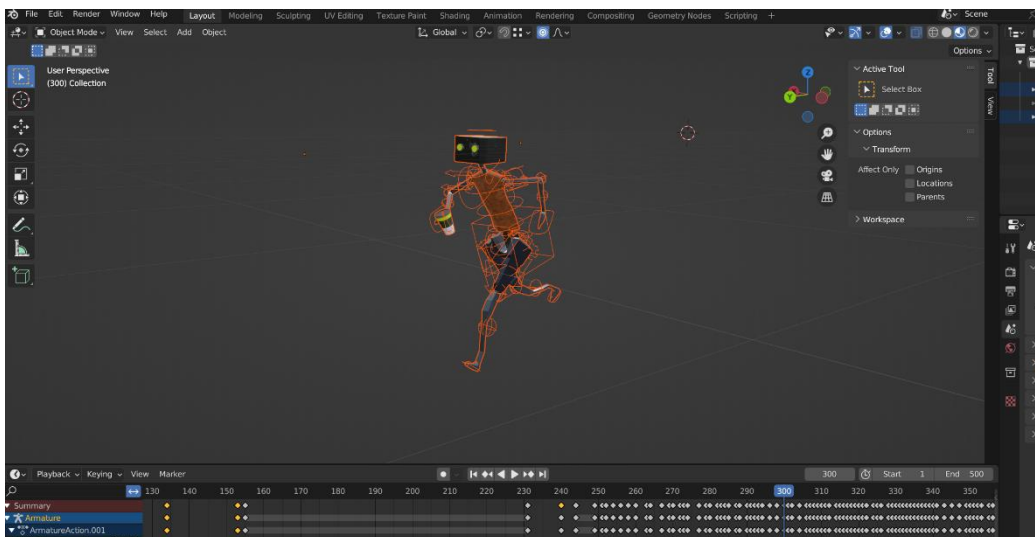 File Edit Render Window Help Layout Modeling Sculpting UV Editing Texture Paint Shading Animation Rendering Compositing Geometry Nodes Scripting + Scene
Object Mode View Select Add Object Global
Options
User Perspective
(300) Collection
Z
Y
Active Tool
Select Box
Options
Transform
Affect Only Origins
Locations
Parents
Workspace
Tool
View
Playback Keying View Marker 300 Start 1 End 500
130 140 150 160 170 180 190 200 210 220 230 240 250 260 270 280 290 300 310 320 330 340 350
Summary
Armature
ArmatureAction.001